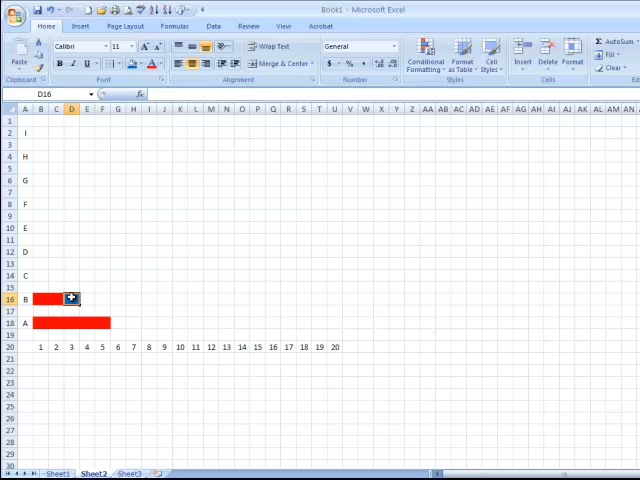 Book1 - Microsoft Excel
Home Insert Page Layout Formulas Data Review View Acrobat
Calibri 11 Wrap Text General AutoSum
Paste B I U Merge & Center $ % , Conditional Formatting Format as Table Cell Styles Insert Delete Format Fill Clear
Clipboard Font Alignment Number Styles Cells
D16 fx
A B C D E F G H I J K L M N O P Q R S T U V W X Y Z AA AB AC AD AE AF AG AH AI AJ AK AL AM AN
1
2 I
3
4 H
5
6 G
7
8 F
9
10 E
11
12 D
13
14 C
15
16 B
17
18 A
19
20 1 2 3 4 5 6 7 8 9 10 11 12 13 14 15 16 17 18 19 20
21
22
23
24
25
26
27
28
29
30
Sheet1 Sheet2 Sheet3